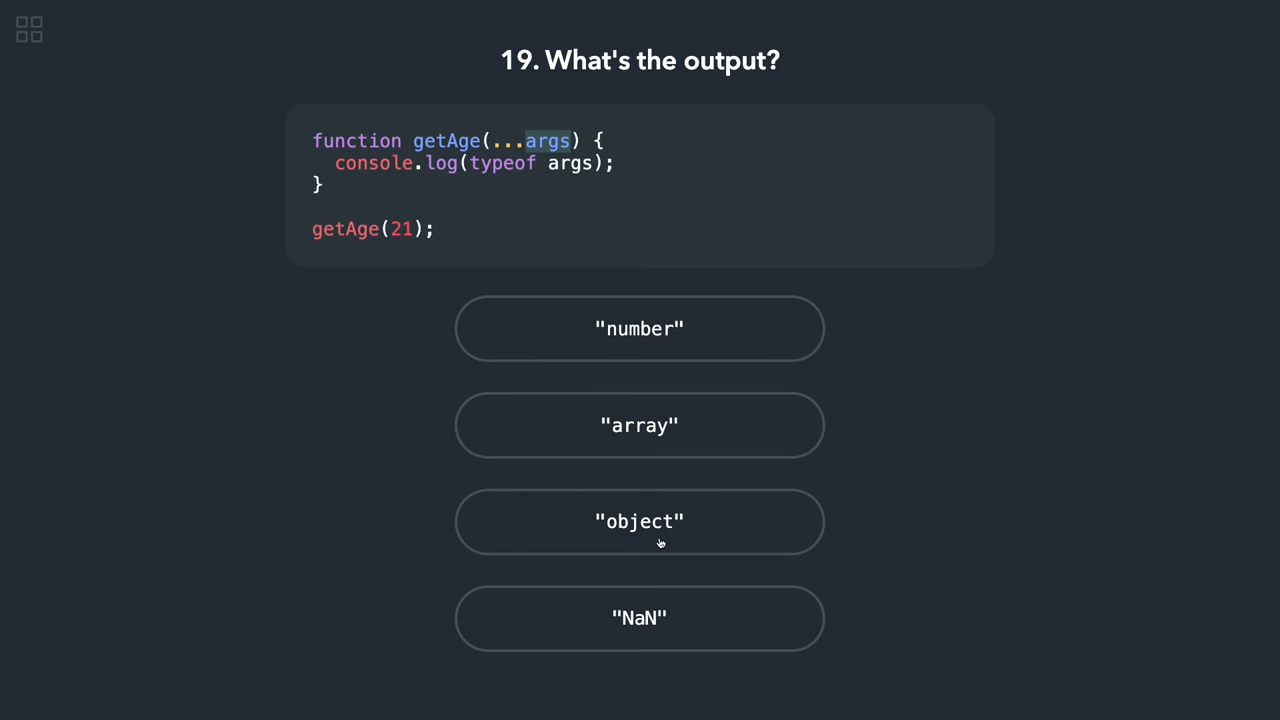 19. What's the output?
function getAge(...args) {
  console.log(typeof args);
}
getAge(21);
"number"
"array"
"object"
"NaN"